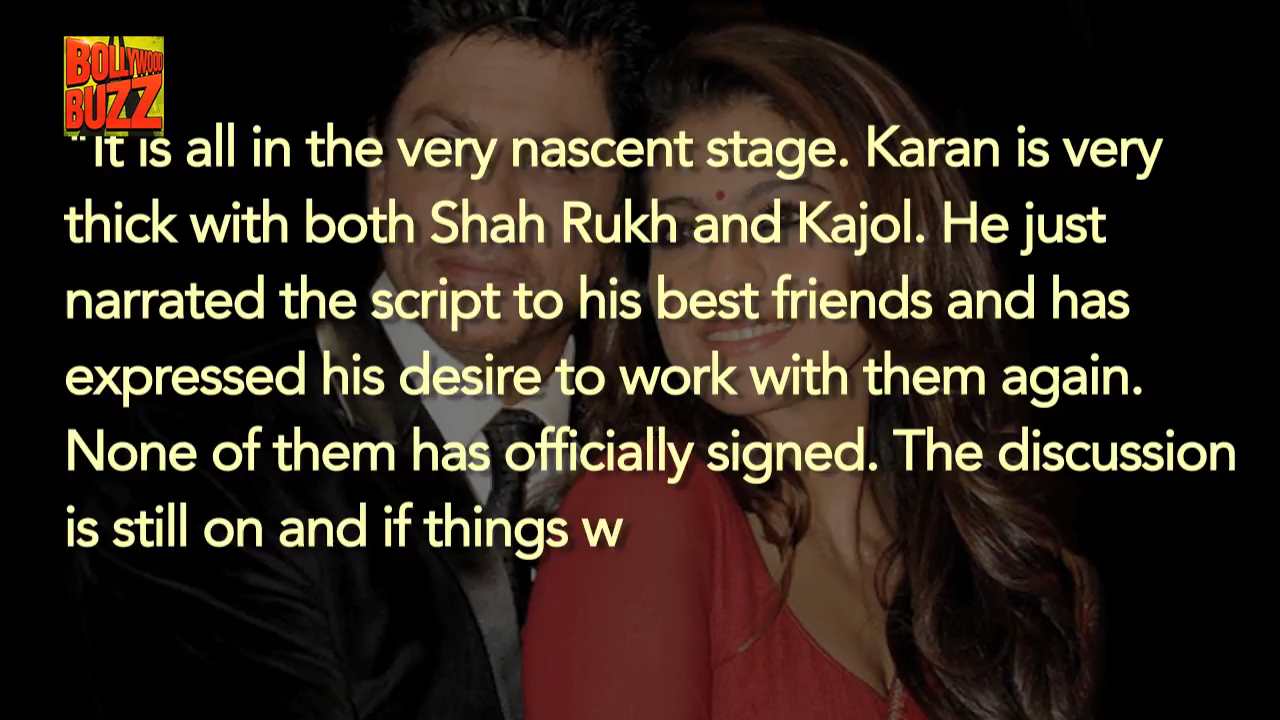 BOLLYWOOD
BUZZ
"It is all in the very nascent stage. Karan is very
thick with both Shah Rukh and Kajol. He just
narrated the script to his best friends and has
expressed his desire to work with them again.
None of them has officially signed. The discussion
is still on and if things w